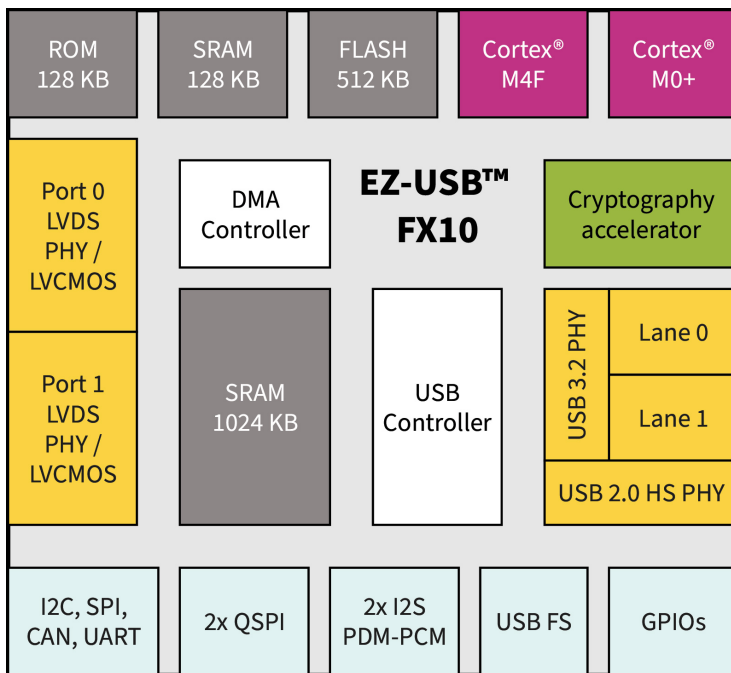 ROM
128 KB
SRAM
128 KB
FLASH
512 KB
Cortex®
M4F
Cortex®
M0+
Port 0
LVDS
PHY /
LVCMOS
DMA
Controller
EZ-USB™
FX10
Cryptography
accelerator
Port 1
LVDS
PHY /
LVCMOS
SRAM
1024 KB
USB
Controller
USB 3.2 PHY
Lane 0
Lane 1
USB 2.0 HS PHY
I2C, SPI,
CAN, UART
2x QSPI
2x I2S
PDM-PCM
USB FS
GPIOs